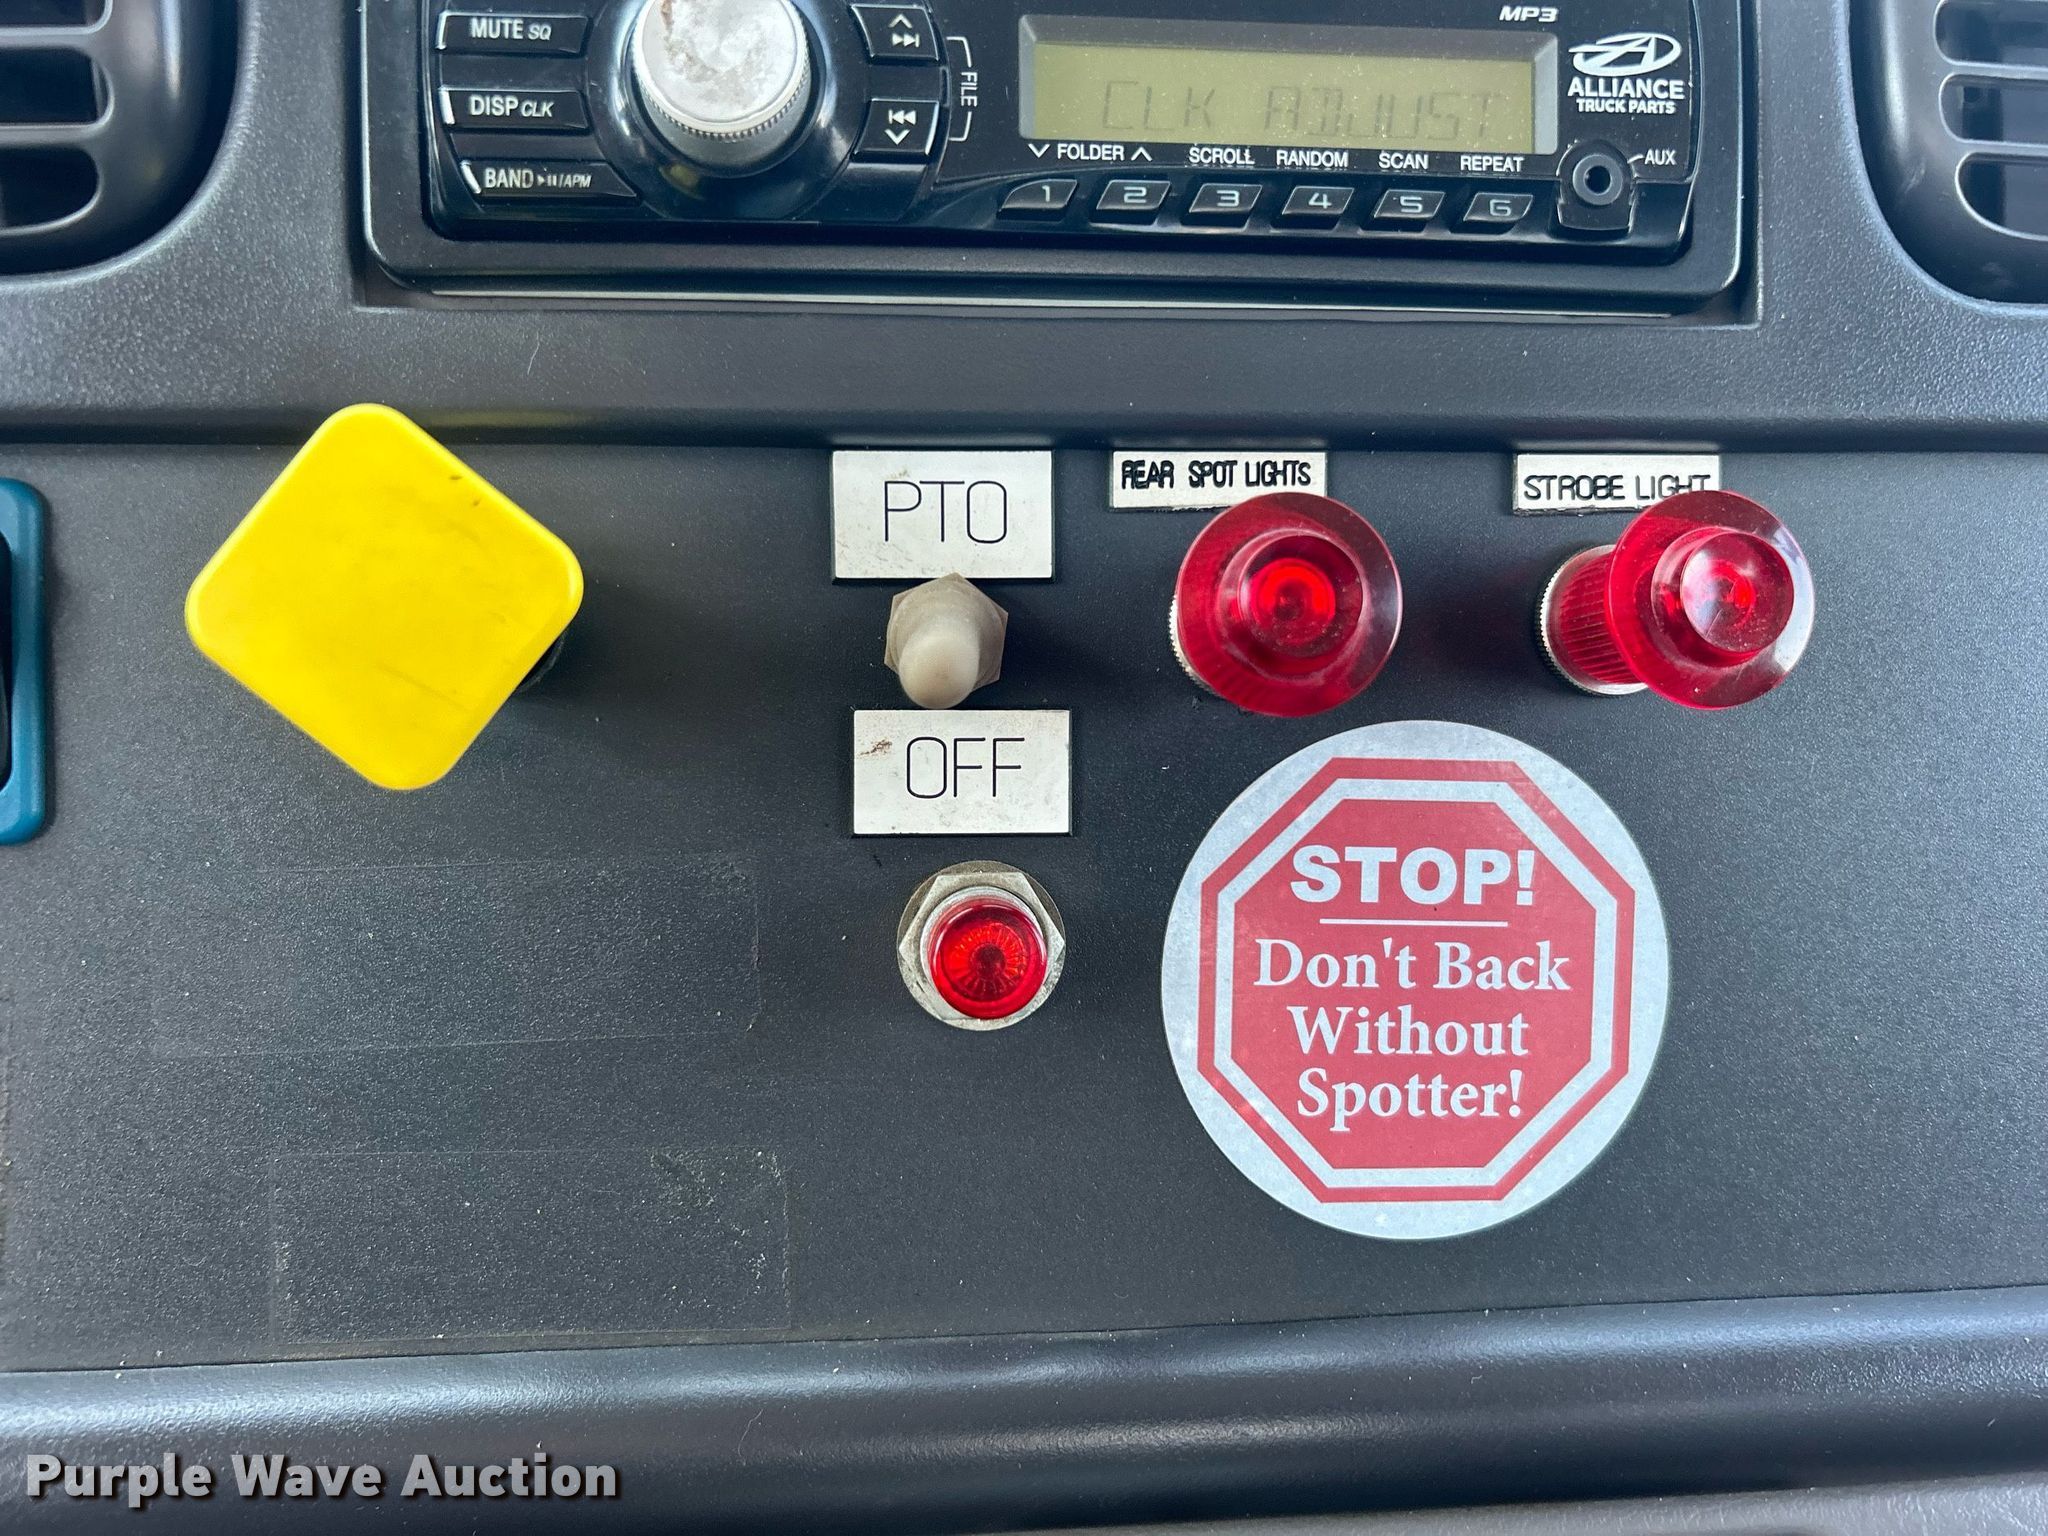 MUTE SQ
DISP CLK
BAND ▸II/APM
FILE
MP3
CLK ADJUST
ALLIANCE
TRUCK PARTS
FOLDER
SCROLL
RANDOM
SCAN
REPEAT
AUX
1 2 3 4 5 6
PTO
OFF
REAR SPOT LIGHTS
STROBE LIGHT
STOP!
Don't Back
Without
Spotter!
Purple Wave Auction